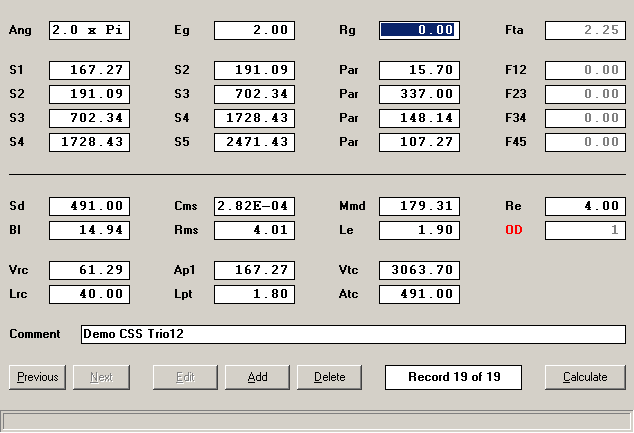 Ang 2.0 x Pi Eg 2.00 Rg 0.00 Fta 2.25
S1 167.27 S2 191.09 Par 15.70 F12 0.00
S2 191.09 S3 702.34 Par 337.00 F23 0.00
S3 702.34 S4 1728.43 Par 148.14 F34 0.00
S4 1728.43 S5 2471.43 Par 107.27 F45 0.00
Sd 491.00 Cms 2.82E-04 Mmd 179.31 Re 4.00
Bl 14.94 Rms 4.01 Le 1.90 OD 1
Vrc 61.29 Ap1 167.27 Vtc 3063.70
Lrc 40.00 Lpt 1.80 Atc 491.00
Comment Demo CSS Trio12
Previous Next Edit Add Delete Record 19 of 19 Calculate